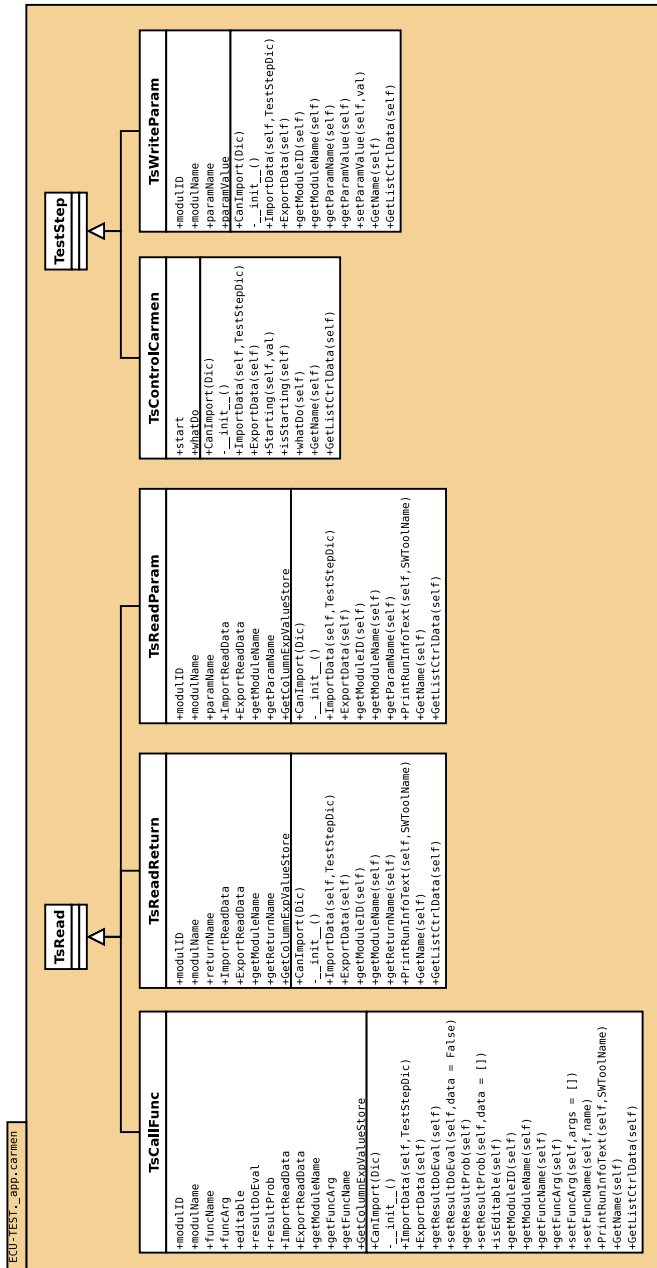 ECU-TEST._app.carmen
TsRead
TestStep
TsCallFunc
+modulID
+modulName
+funcName
+funcArg
+editable
+resultDoEval
+resultProb
+ImportReadData
+ExportReadData
+getModuleName
+getFuncArg
+getFuncName
+GetColumnExpValueStore
+CanImport(Dic)
-__init__()
+ImportData(self,TestStepDic)
+ExportData(self)
+getResultDoEval(self)
+setResultDoEval(self,data = False)
+getResultProb(self)
+setResultProb(self,data = [])
+isEditable(self)
+getModuleID(self)
+getModuleName(self)
+getFuncName(self)
+getFuncArg(self)
+setFuncArg(self,args = [])
+setFuncName(self,name)
+PrintRunInfoText(self,SWToolName)
+GetName(self)
+GetListCtrlData(self)
TsReadReturn
+modulID
+modulName
+returnName
+ImportReadData
+ExportReadData
+getModuleName
+getReturnName
+GetColumnExpValueStore
+CanImport(Dic)
-__init__()
+ImportData(self,TestStepDic)
+ExportData(self)
+getModuleID(self)
+getModuleName(self)
+getReturnName(self)
+PrintRunInfoText(self,SWToolName)
+GetName(self)
+GetListCtrlData(self)
TsReadParam
+modulID
+modulName
+paramName
+ImportReadData
+ExportReadData
+getModuleName
+getParamName
+GetColumnExpValueStore
+CanImport(Dic)
-__init__()
+ImportData(self,TestStepDic)
+ExportData(self)
+getModuleID(self)
+getModuleName(self)
+getParamName(self)
+PrintRunInfoText(self,SWToolName)
+GetName(self)
+GetListCtrlData(self)
TsControlCarmen
+start
+whatDo
+CanImport(Dic)
-__init__()
+ImportData(self,TestStepDic)
+ExportData(self)
+Starting(self,val)
+isStarting(self)
+whatDo(self)
+GetName(self)
+GetListCtrlData(self)
TsWriteParam
+modulID
+modulName
+paramName
+paramValue
+CanImport(Dic)
-__init__()
+ImportData(self,TestStepDic)
+ExportData(self)
+getModuleID(self)
+getModuleName(self)
+getParamName(self)
+getParamValue(self)
+setParamValue(self,val)
+GetName(self)
+GetListCtrlData(self)